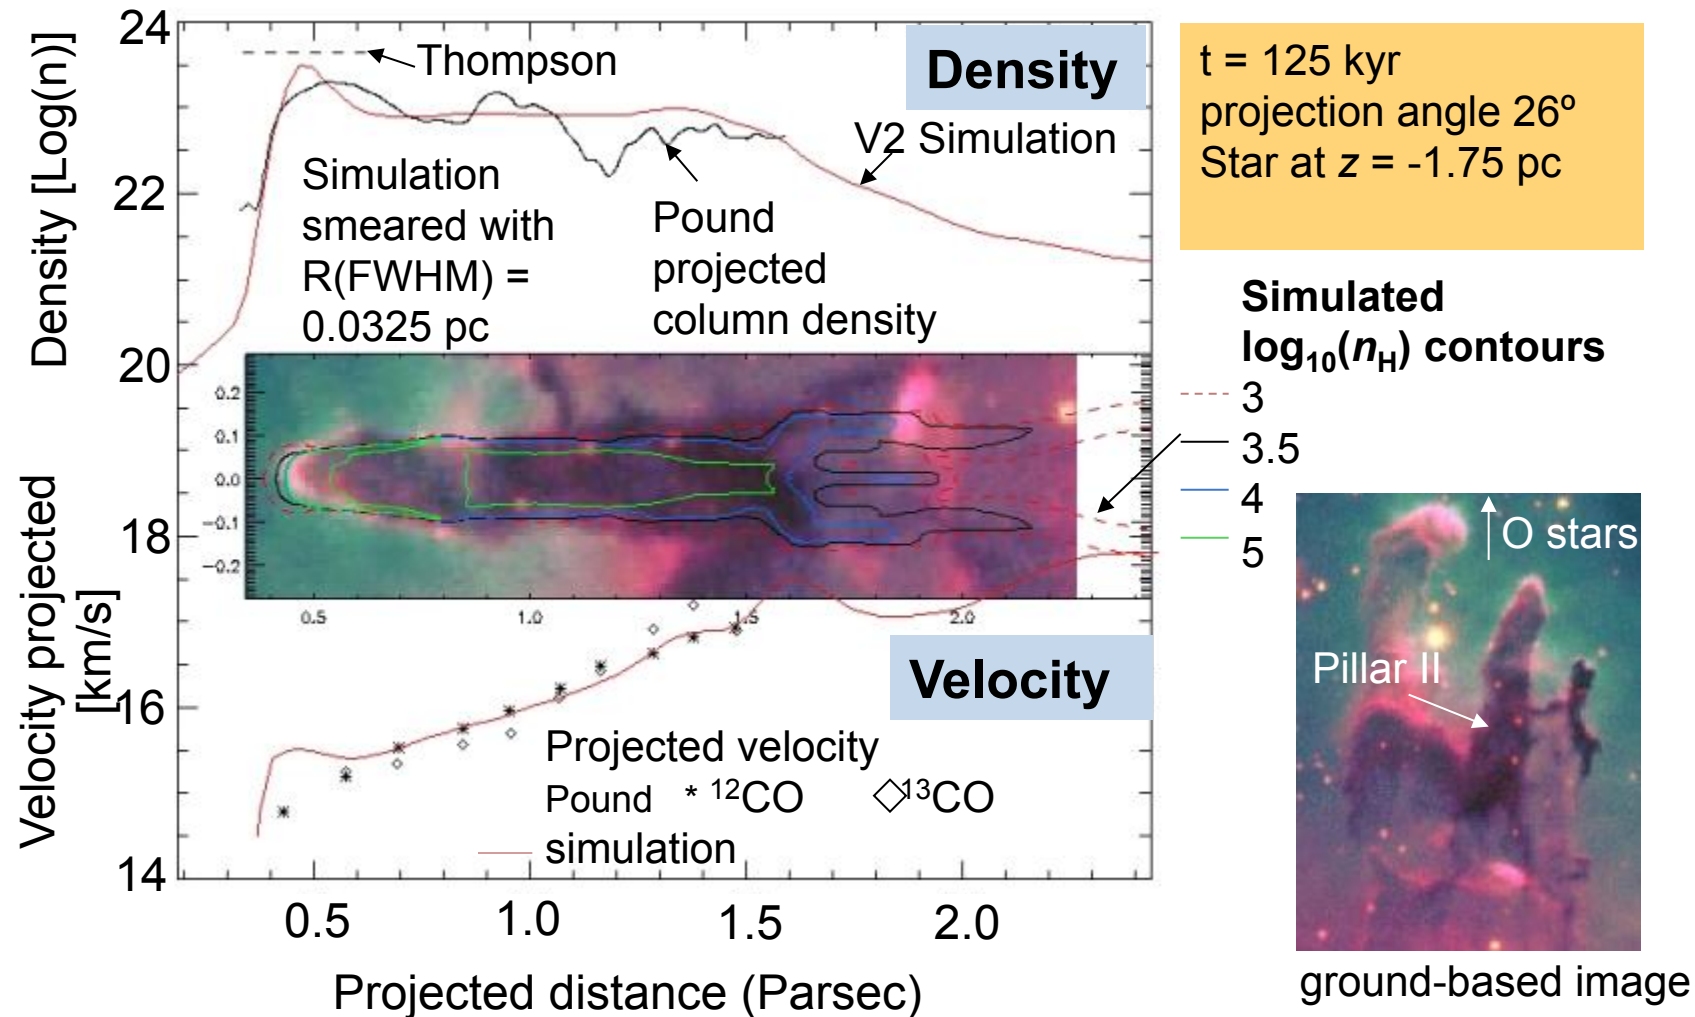 Density [Log(n)]
24
22
20
18
16
14
Velocity projected
[km/s]
Thompson
Density
V2 Simulation
Simulation
smeared with
R(FWHM) =
0.0325 pc
Pound
projected
column density
0.2
0.1
0.0
-0.1
-0.2
0.5
1.0
1.5
2.0
Velocity
Projected velocity
Pound * ¹²CO ◇¹³CO
simulation
0.5
1.0
1.5
2.0
Projected distance (Parsec)
t = 125 kyr
projection angle 26º
Star at z = -1.75 pc
Simulated
log₁₀(nH) contours
3
3.5
4
5
O stars
Pillar II
ground-based image